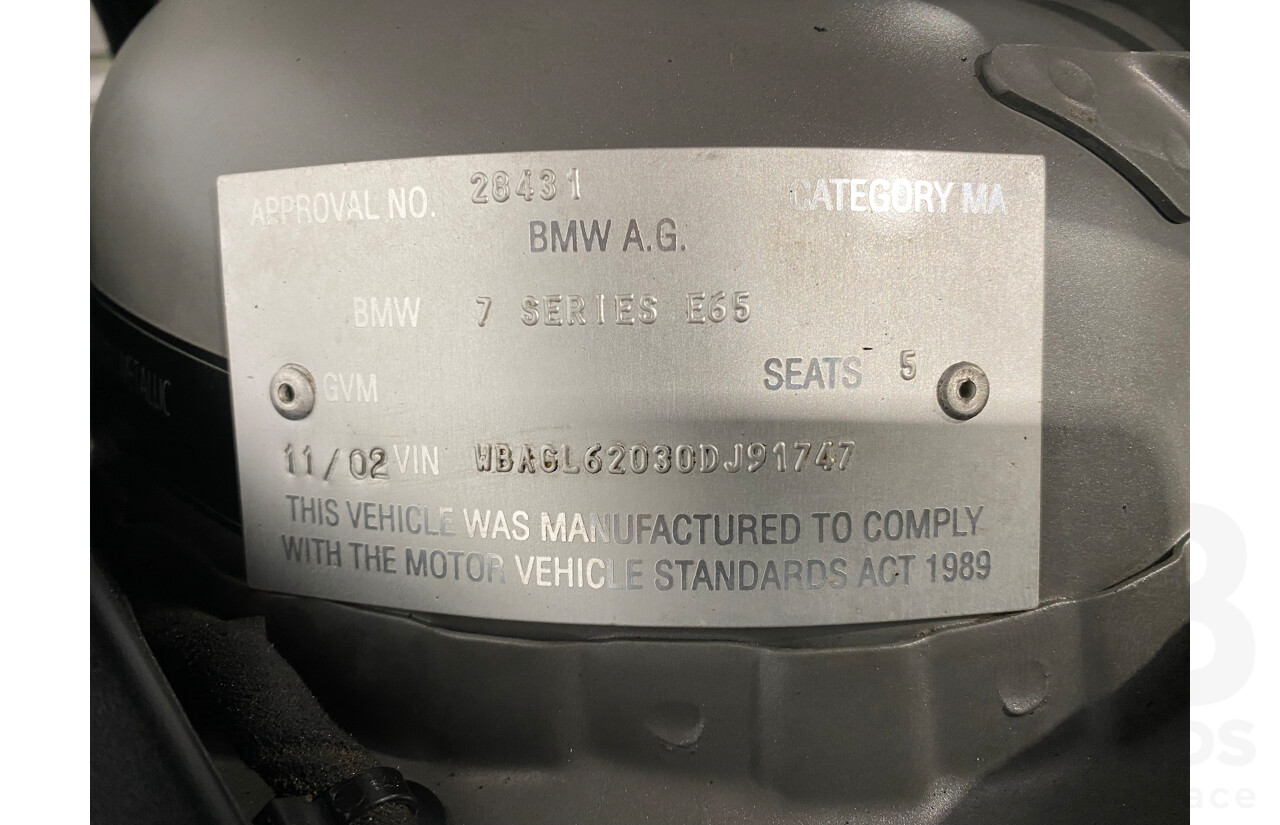 APPROVAL NO. 28431 CATEGORY MA
BMW A.G.
BMW 7 SERIES E65
GVM SEATS 5
11/02 VIN WBAGL62030DJ91747
THIS VEHICLE WAS MANUFACTURED TO COMPLY
WITH THE MOTOR VEHICLE STANDARDS ACT 1989
METALLIC